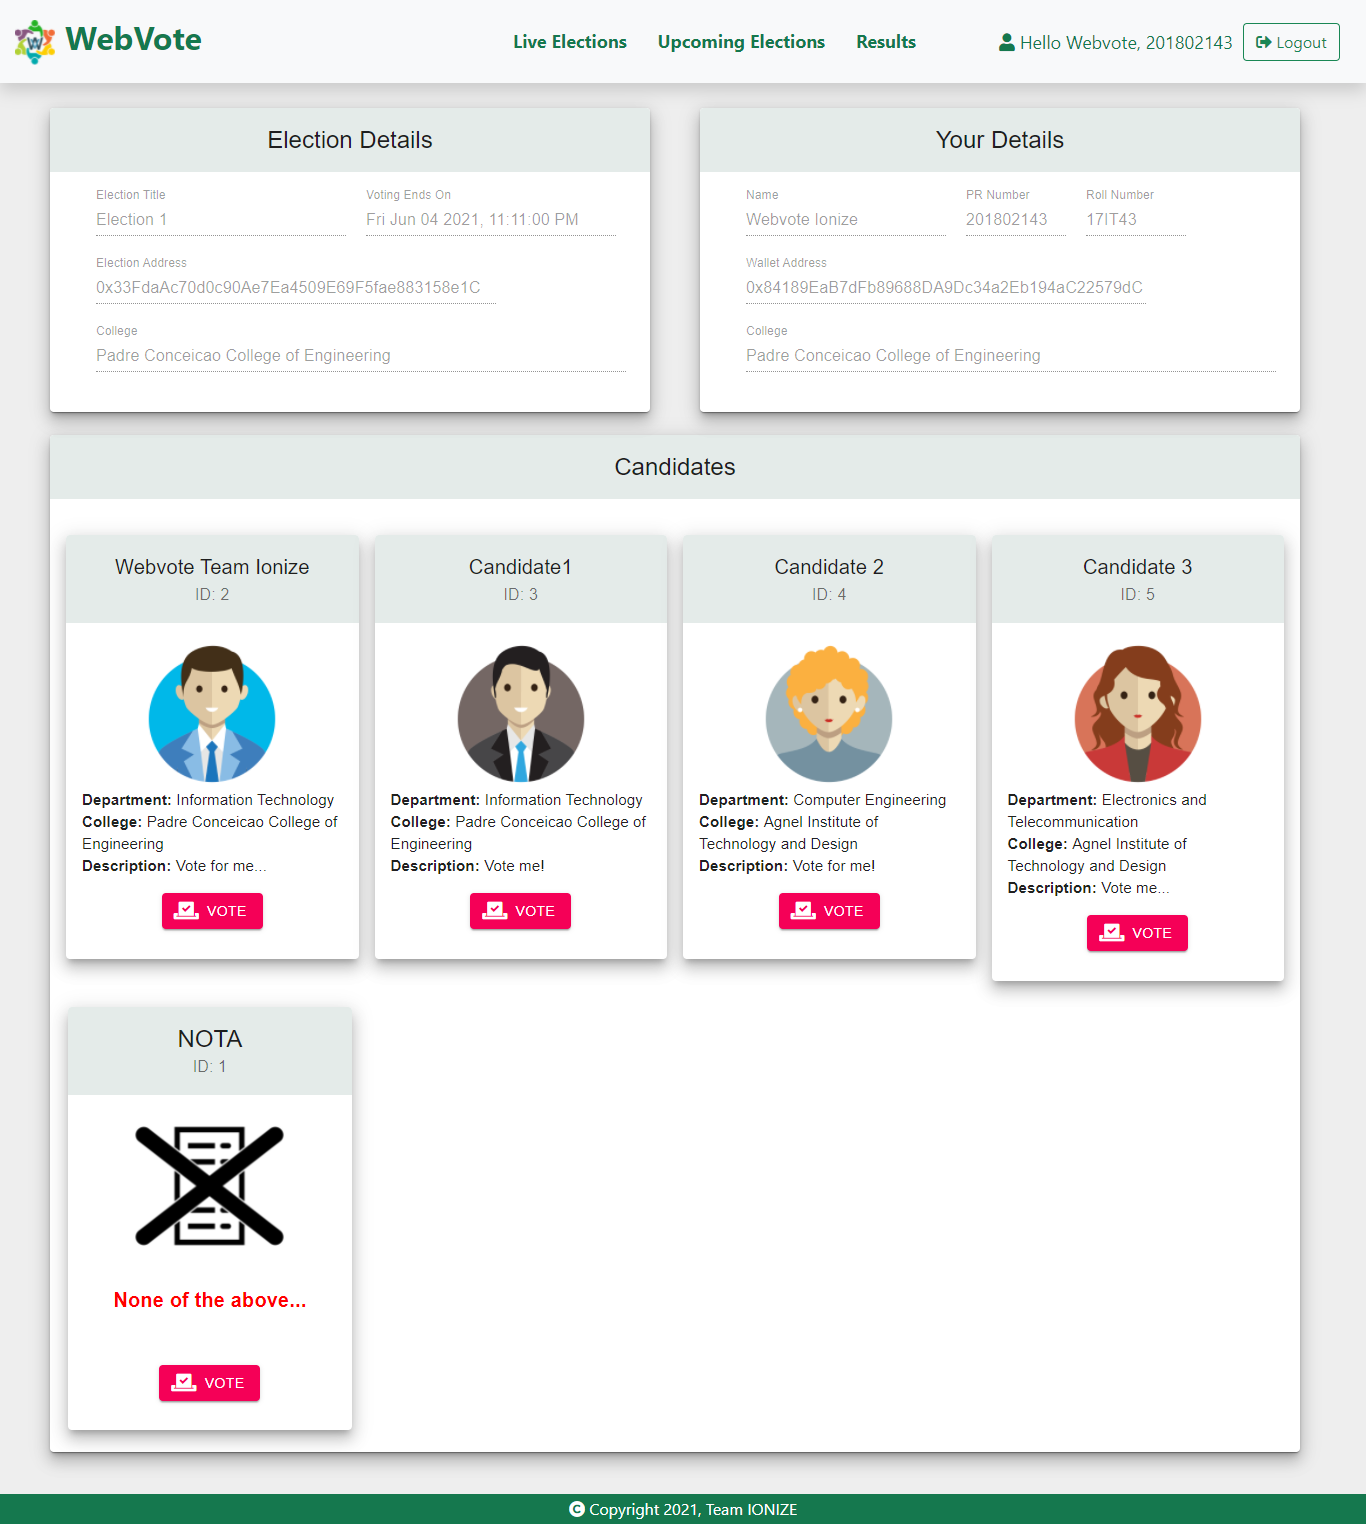 WebVote
Live Elections Upcoming Elections Results
Hello Webvote, 201802143 Logout
Election Details
Election Title Voting Ends On
Election 1 Fri Jun 04 2021, 11:11:00 PM
Election Address
0x33FdaAc70d0c90Ae7Ea4509E69F5fae883158e1C
College
Padre Conceicao College of Engineering
Your Details
Name PR Number Roll Number
Webvote Ionize 201802143 17IT43
Wallet Address
0x84189EaB7dFb89688DA9Dc34a2Eb194aC22579dC
College
Padre Conceicao College of Engineering
Candidates
Webvote Team Ionize
ID: 2
Department: Information Technology
College: Padre Conceicao College of
Engineering
Description: Vote for me...
VOTE
Candidate1
ID: 3
Department: Information Technology
College: Padre Conceicao College of
Engineering
Description: Vote me!
VOTE
Candidate 2
ID: 4
Department: Computer Engineering
College: Agnel Institute of
Technology and Design
Description: Vote for me!
VOTE
Candidate 3
ID: 5
Department: Electronics and
Telecommunication
College: Agnel Institute of
Technology and Design
Description: Vote me...
VOTE
NOTA
ID: 1
None of the above...
VOTE
© Copyright 2021, Team IONIZE